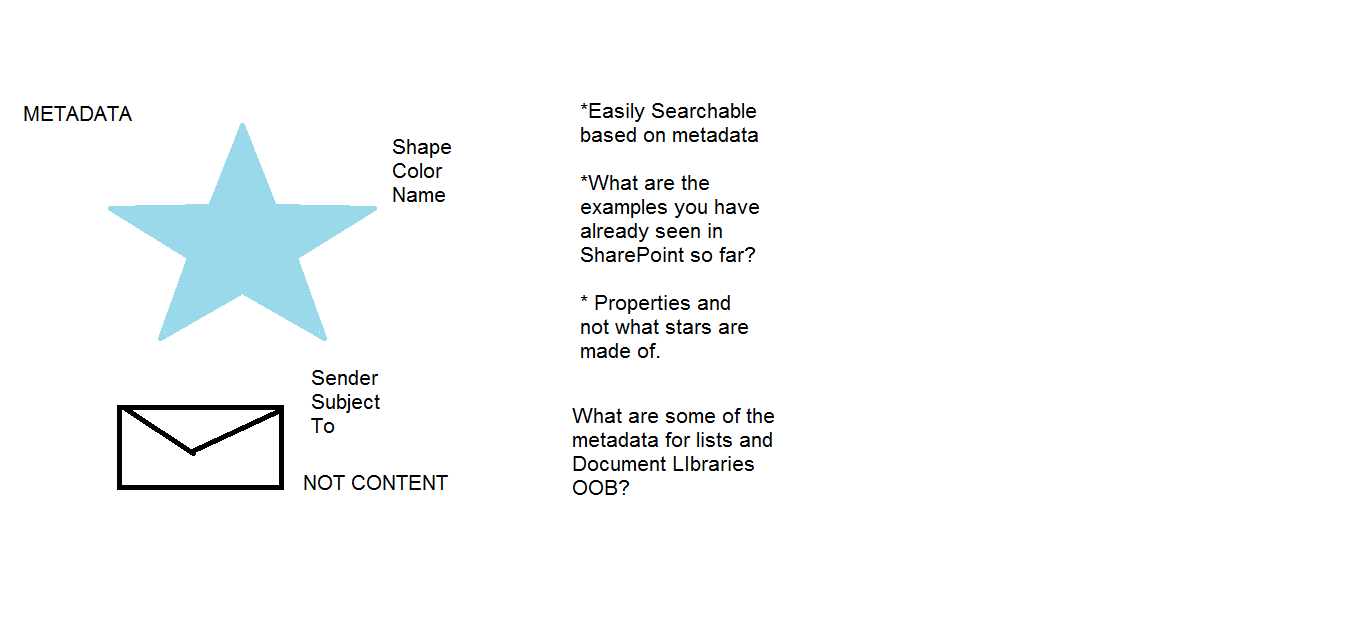 METADATA
Shape
Color
Name
Sender
Subject
To
NOT CONTENT
*Easily Searchable
based on metadata
*What are the
examples you have
already seen in
SharePoint so far?
* Properties and
not what stars are
made of.
What are some of the
metadata for lists and
Document LIbraries
OOB?